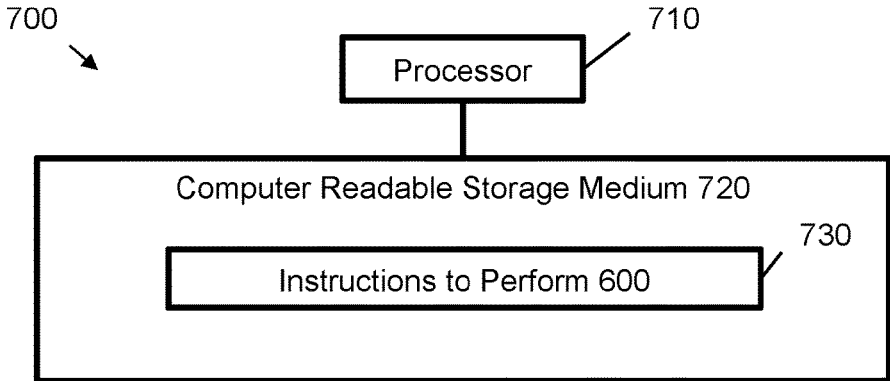 700
710
Processor
Computer Readable Storage Medium 720
730
Instructions to Perform 600